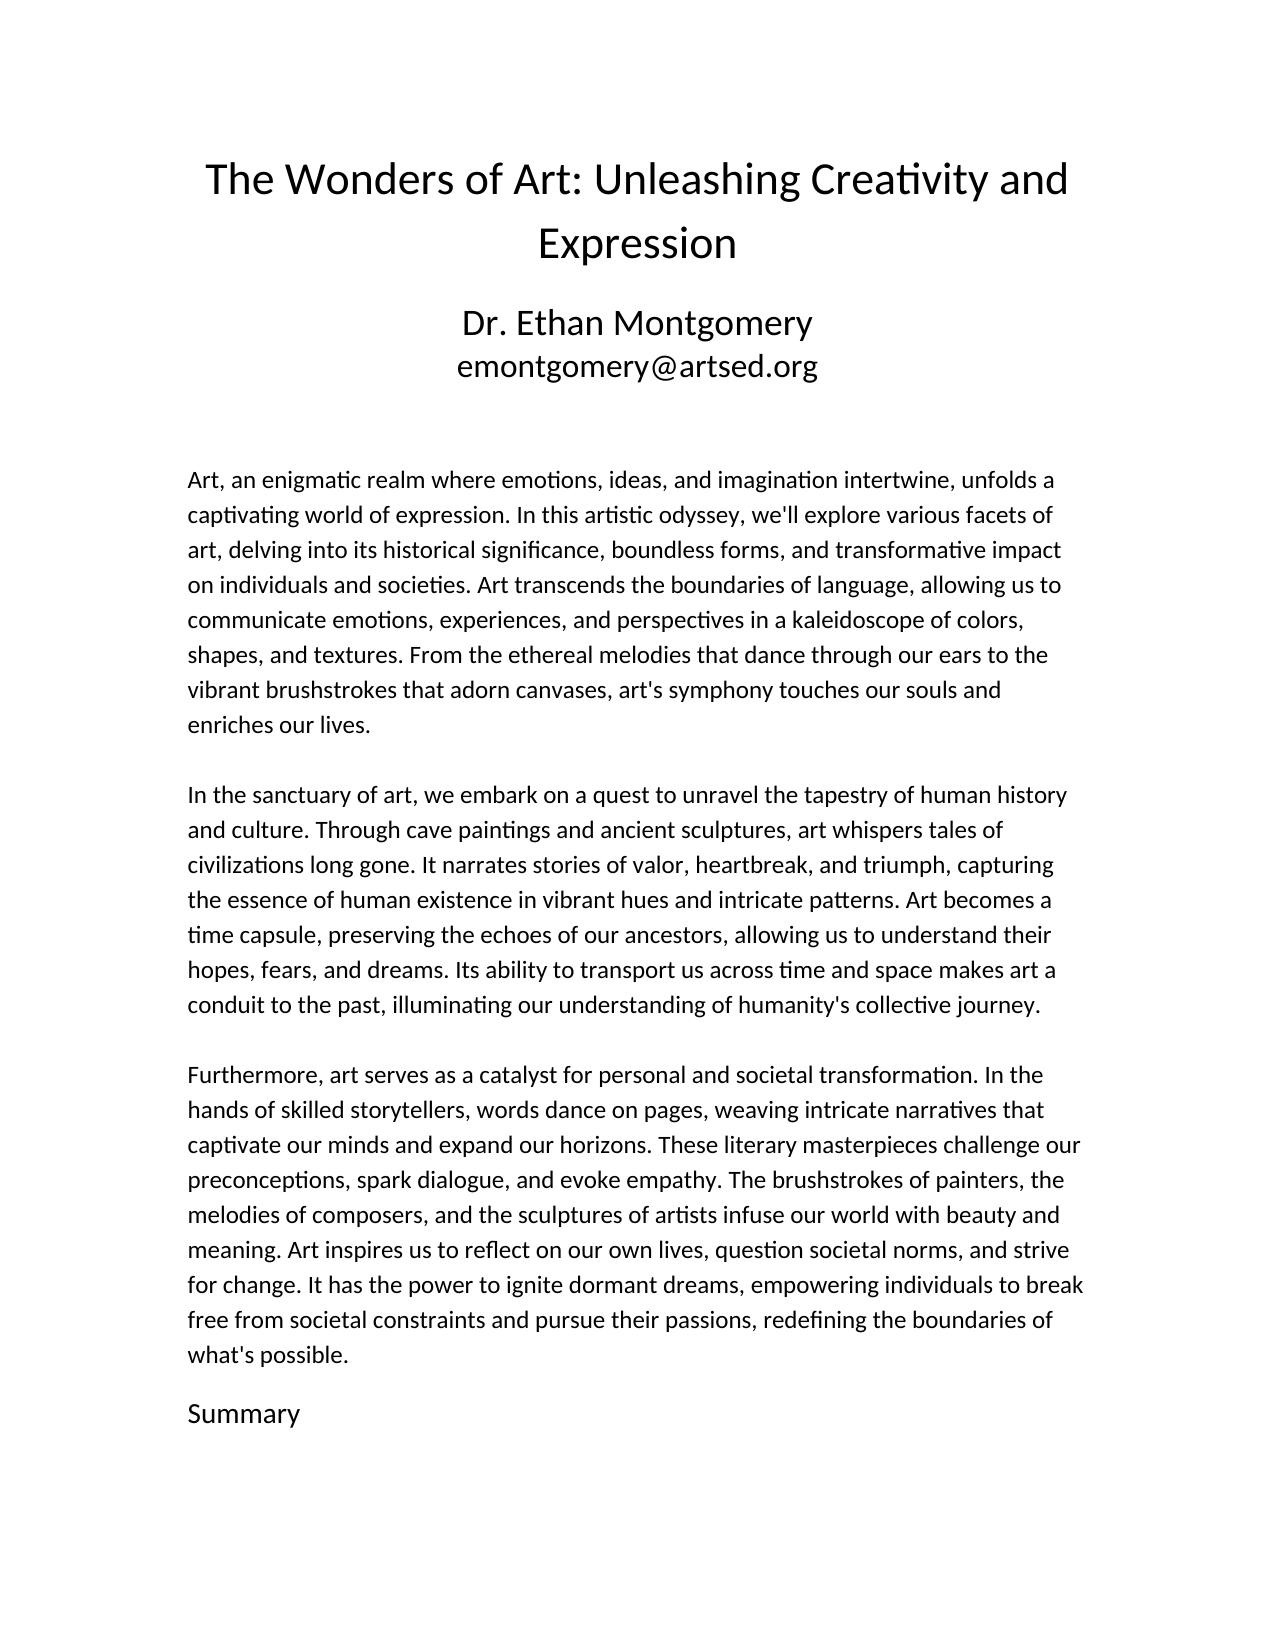 The Wonders of Art: Unleashing Creativity and
Expression
Dr. Ethan Montgomery
emontgomery@artsed.org
Art, an enigmatic realm where emotions, ideas, and imagination intertwine, unfolds a
captivating world of expression. In this artistic odyssey, we'll explore various facets of
art, delving into its historical significance, boundless forms, and transformative impact
on individuals and societies. Art transcends the boundaries of language, allowing us to
communicate emotions, experiences, and perspectives in a kaleidoscope of colors,
shapes, and textures. From the ethereal melodies that dance through our ears to the
vibrant brushstrokes that adorn canvases, art's symphony touches our souls and
enriches our lives.
In the sanctuary of art, we embark on a quest to unravel the tapestry of human history
and culture. Through cave paintings and ancient sculptures, art whispers tales of
civilizations long gone. It narrates stories of valor, heartbreak, and triumph, capturing
the essence of human existence in vibrant hues and intricate patterns. Art becomes a
time capsule, preserving the echoes of our ancestors, allowing us to understand their
hopes, fears, and dreams. Its ability to transport us across time and space makes art a
conduit to the past, illuminating our understanding of humanity's collective journey.
Furthermore, art serves as a catalyst for personal and societal transformation. In the
hands of skilled storytellers, words dance on pages, weaving intricate narratives that
captivate our minds and expand our horizons. These literary masterpieces challenge our
preconceptions, spark dialogue, and evoke empathy. The brushstrokes of painters, the
melodies of composers, and the sculptures of artists infuse our world with beauty and
meaning. Art inspires us to reflect on our own lives, question societal norms, and strive
for change. It has the power to ignite dormant dreams, empowering individuals to break
free from societal constraints and pursue their passions, redefining the boundaries of
what's possible.
Summary